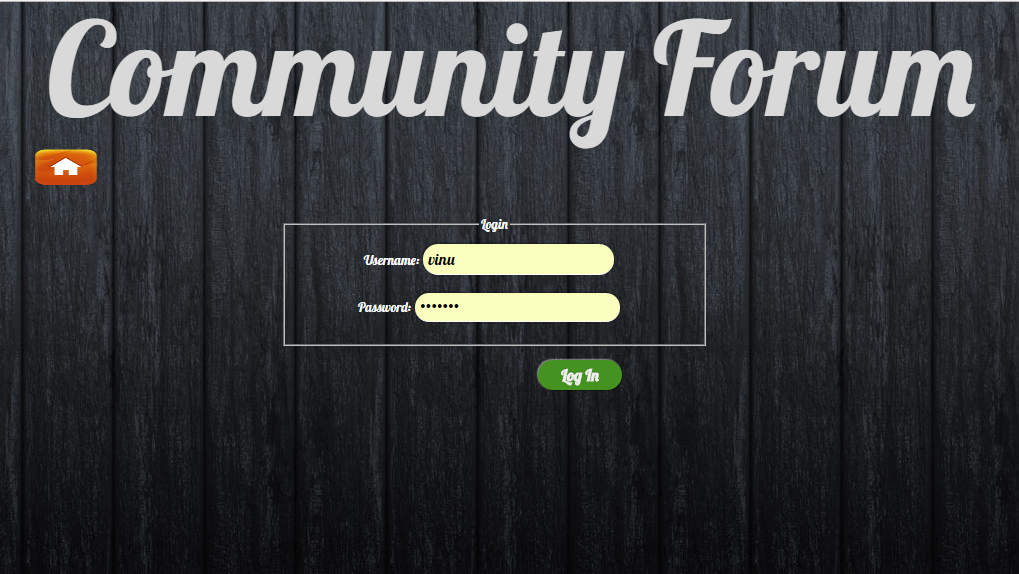 Community Forum
Login
Username: vinu
Password: •••••••
Log In